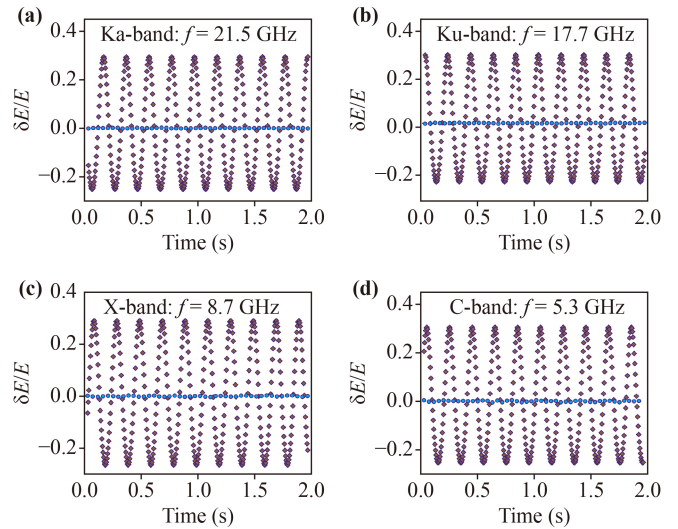 (a)
Ka-band: f = 21.5 GHz
δE/E
0.4
0.2
0.0
−0.2
0.0 0.5 1.0 1.5 2.0
Time (s)
(b)
Ku-band: f = 17.7 GHz
δE/E
0.4
0.2
0.0
−0.2
0.0 0.5 1.0 1.5 2.0
Time (s)
(c)
X-band: f = 8.7 GHz
δE/E
0.4
0.2
0.0
−0.2
0.0 0.5 1.0 1.5 2.0
Time (s)
(d)
C-band: f = 5.3 GHz
δE/E
0.4
0.2
0.0
−0.2
0.0 0.5 1.0 1.5 2.0
Time (s)